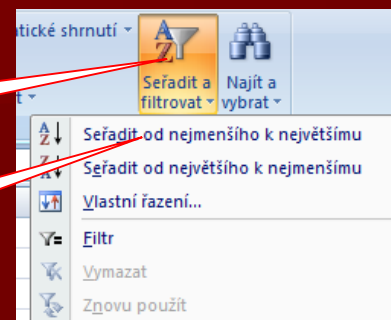 tické shrnutí
Seřadit a filtrovat
Najít a vybrat
t
Seřadit od nejmenšího k největšímu
Seřadit od největšího k nejmenšímu
Vlastní řazení...
Filtr
Vymazat
Znovu použít